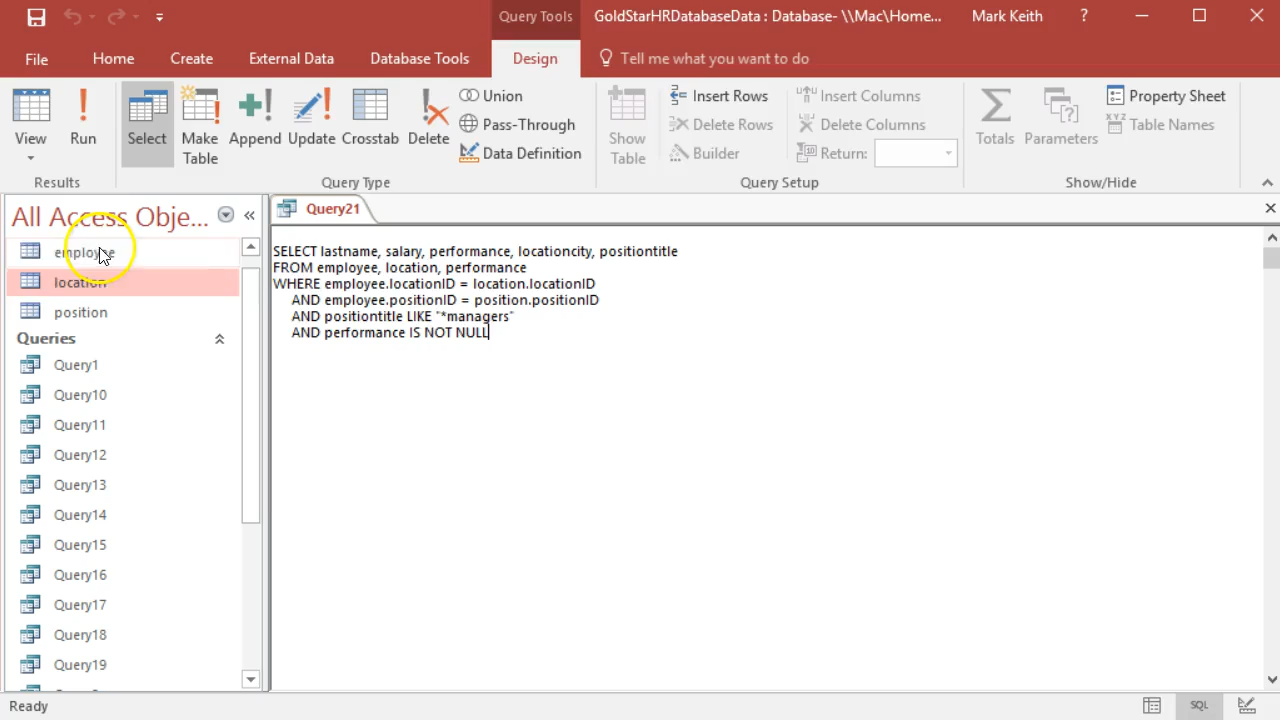 Query Tools
GoldStarHRDatabaseData : Database- \\Mac\Home...
Mark Keith
?
File
Home
Create
External Data
Database Tools
Design
Tell me what you want to do
View
Run
Select
Make Table
Append
Update
Crosstab
Delete
Union
Pass-Through
Data Definition
Show Table
Insert Rows
Delete Rows
Builder
Insert Columns
Delete Columns
Return:
Totals
Parameters
Property Sheet
Table Names
Results
Query Type
Query Setup
Show/Hide
All Access Obje...
Query21
employee
location
position
Queries
Query1
Query10
Query11
Query12
Query13
Query14
Query15
Query16
Query17
Query18
Query19
SELECT lastname, salary, performance, locationcity, positiontitle
FROM employee, location, performance
WHERE employee.locationID = location.locationID
AND employee.positionID = position.positionID
AND positiontitle LIKE "*managers"
AND performance IS NOT NULL
Ready
SQL